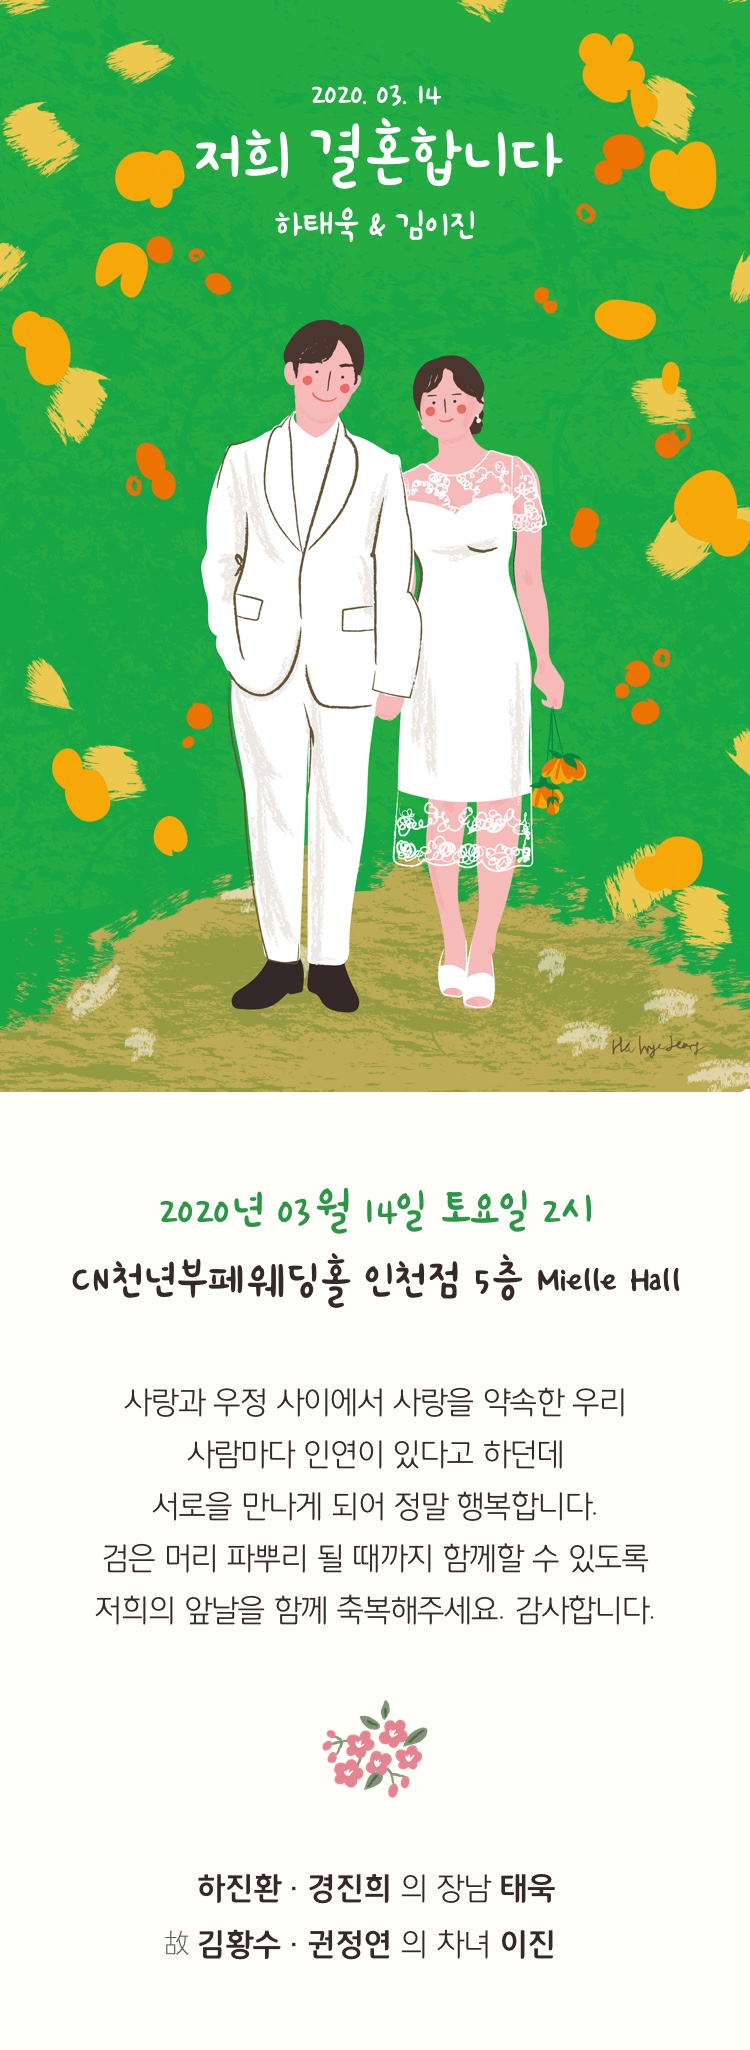 2020. 03. 14
저희 결혼합니다
하태욱 & 김이진
Ha hye Jeong
2020년 03월 14일 토요일 2시
CN천년부페웨딩홀 인천점 5층 Mielle Hall
사랑과 우정 사이에서 사랑을 약속한 우리
사람마다 인연이 있다고 하던데
서로을 만나게 되어 정말 행복합니다.
검은 머리 파뿌리 될 때까지 함께할 수 있도록
저희의 앞날을 함께 축복해주세요. 감사합니다.
하진환 · 경진희 의 장남 태욱
故 김황수 · 권정연 의 차녀 이진